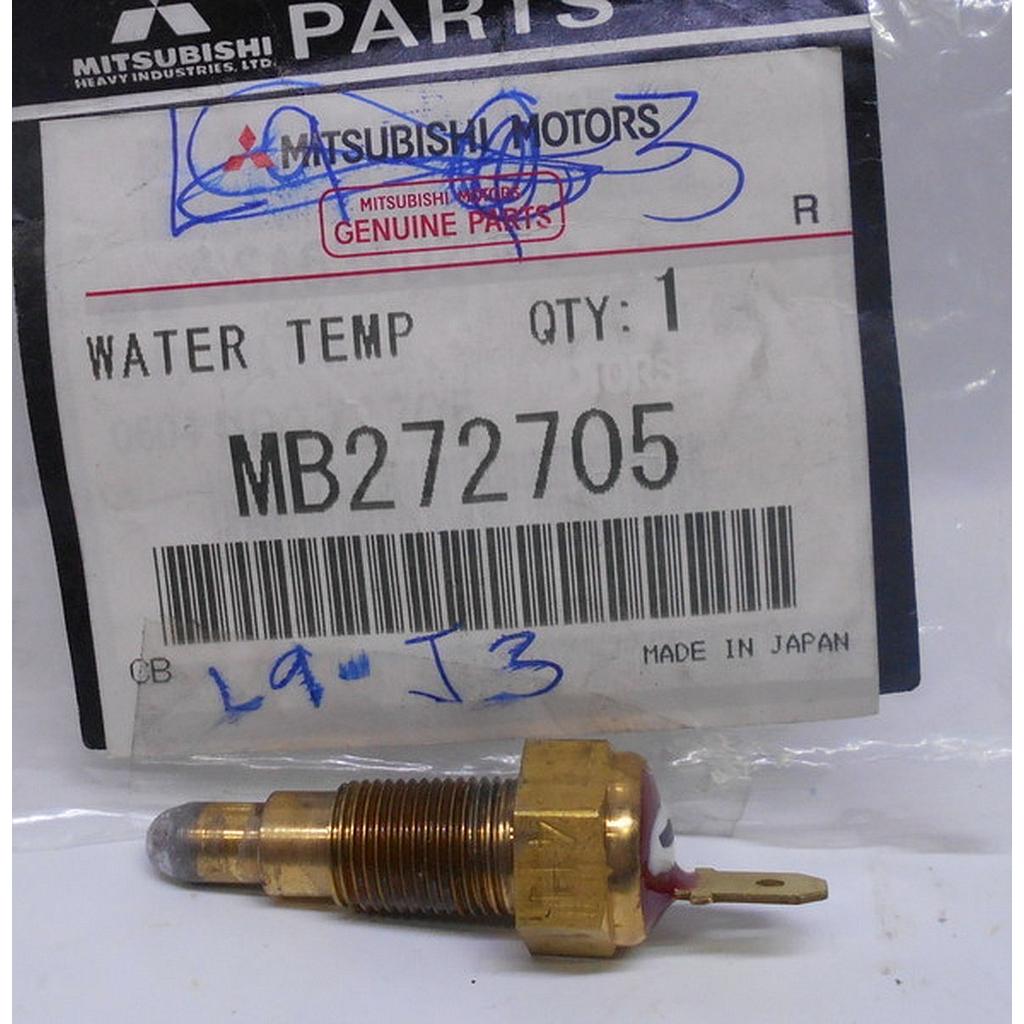 PARTS
MITSUBISHI
HEAVY INDUSTRIES, LTD.
MITSUBISHI MOTORS
MITSUBISHI MOTORS
GENUINE PARTS
R
WATER TEMP QTY: 1
MB272705
CB L9-J3 MADE IN JAPAN